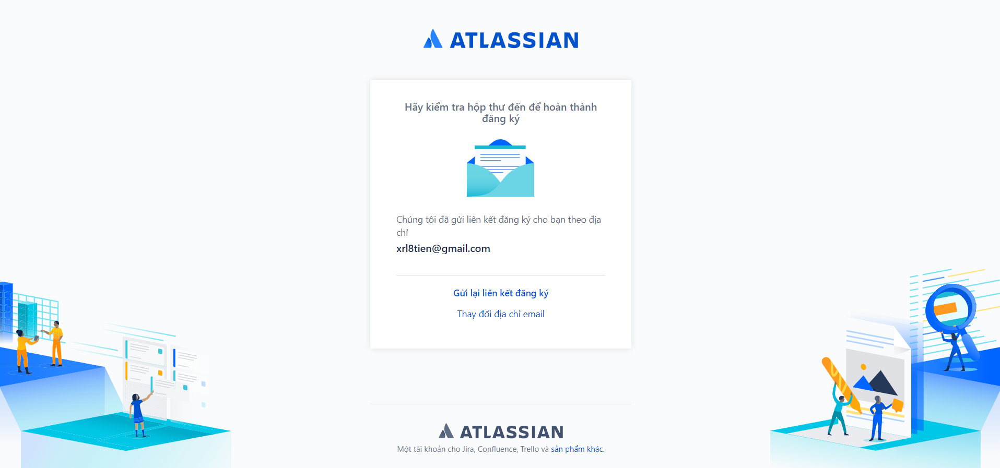 ATLASSIAN
Hãy kiểm tra hộp thư đến để hoàn thành
đăng ký
Chúng tôi đã gửi liên kết đăng ký cho bạn theo địa
chỉ
xrl8tien@gmail.com
Gửi lại liên kết đăng ký
Thay đổi địa chỉ email
ATLASSIAN
Một tài khoản cho Jira, Confluence, Trello và sản phẩm khác.